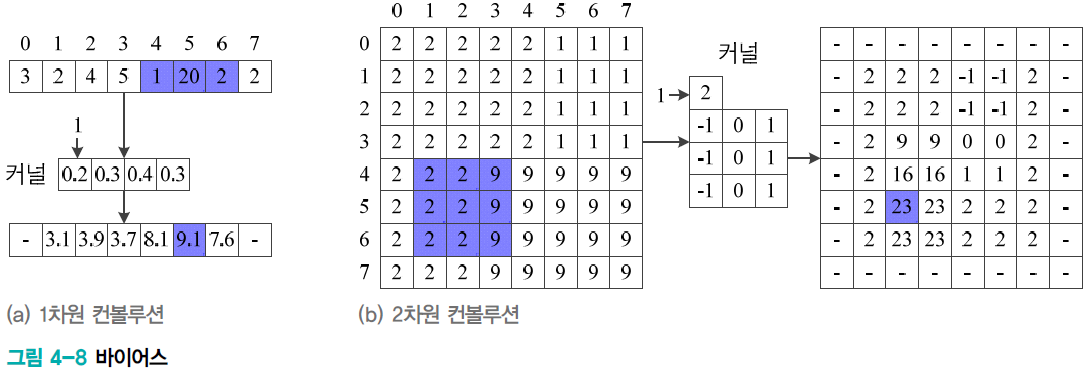 0 1 2 3 4 5 6 7
3 2 4 5 1 20 2 2
1
커널 0.2 0.3 0.4 0.3
- 3.1 3.9 3.7 8.1 9.1 7.6 -
(a) 1차원 컨볼루션
0 1 2 3 4 5 6 7
0 2 2 2 2 2 1 1 1
1 2 2 2 2 2 1 1 1
2 2 2 2 2 2 1 1 1
3 2 2 2 2 2 1 1 1
4 2 2 2 9 9 9 9 9
5 2 2 2 9 9 9 9 9
6 2 2 2 9 9 9 9 9
7 2 2 2 9 9 9 9 9
커널
1 2
-1 0 1
-1 0 1
-1 0 1
- - - - - - - -
- 2 2 2 -1 -1 2 -
- 2 2 2 -1 -1 2 -
- 2 9 9 0 0 2 -
- 2 16 16 1 1 2 -
- 2 23 23 2 2 2 -
- 2 23 23 2 2 2 -
- - - - - - - -
(b) 2차원 컨볼루션
그림 4-8 바이어스